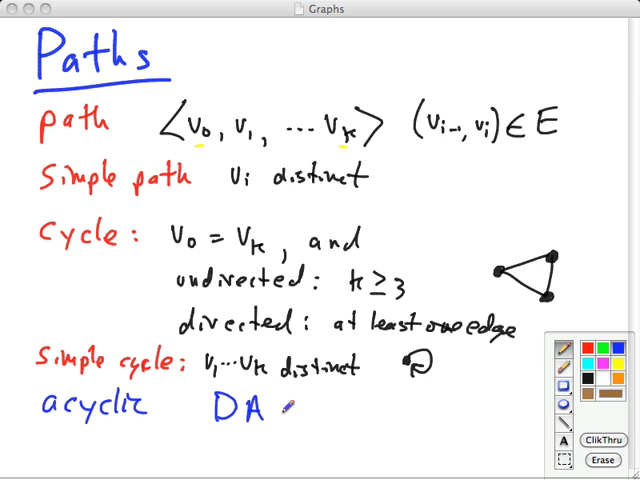 Graphs
Paths
path <v₀, v₁, ... vₖ> (vᵢ₋₁, vᵢ) ∈ E
Simple path vᵢ distinct
Cycle: v₀ = vₖ, and
undirected: k ≥ 3
directed: at least one edge
Simple cycle: v₁...vₖ distinct
acyclic DA
A
ClikThru
Erase